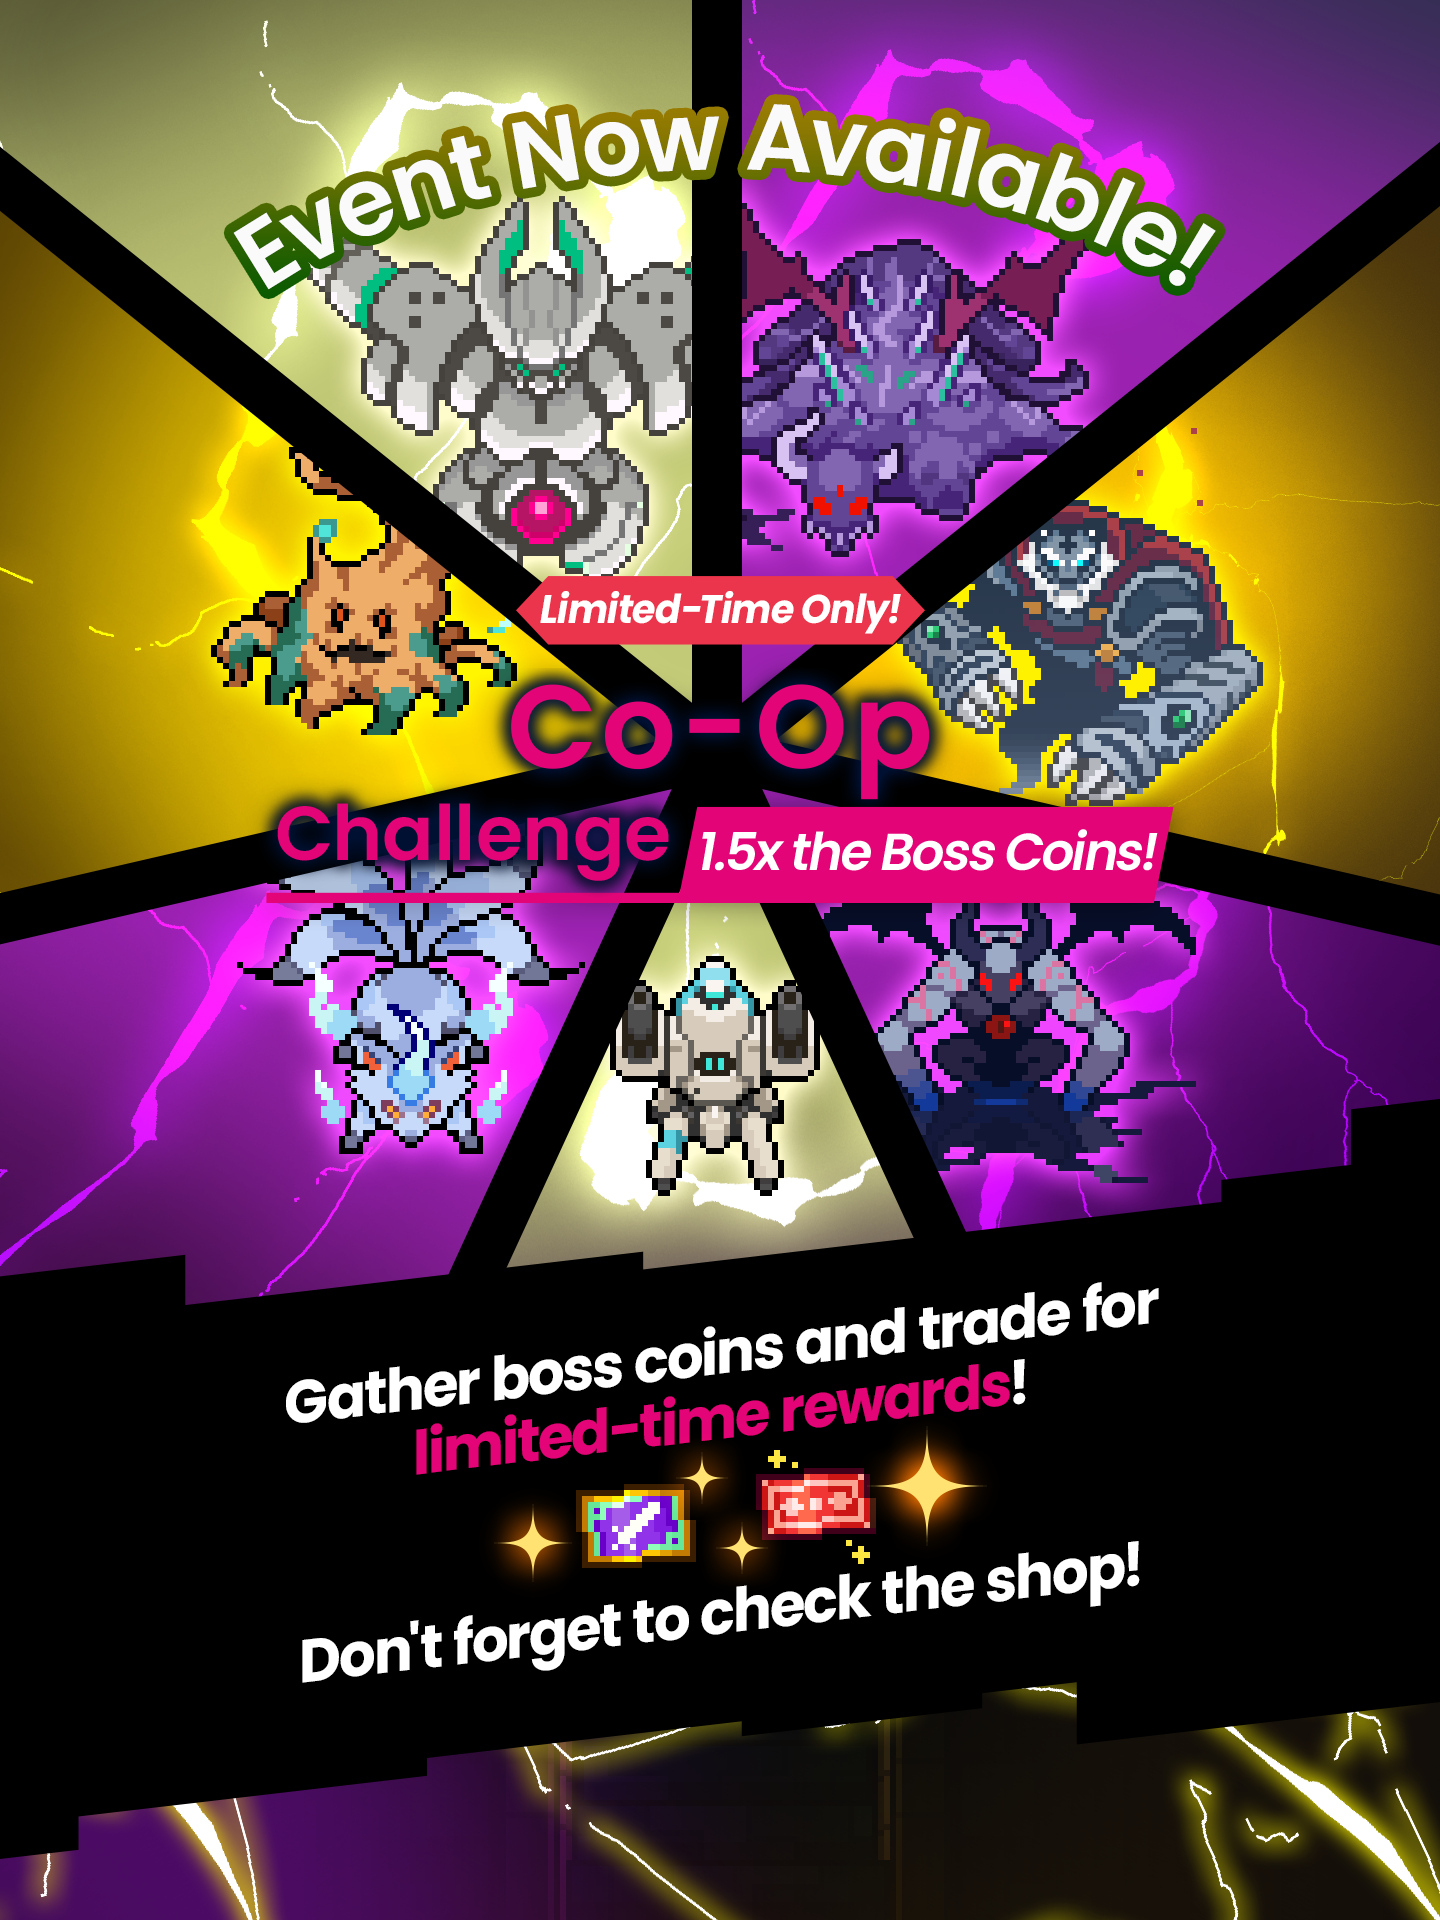 Event Now Available!
Limited-Time Only!
Co-Op
Challenge
1.5x the Boss Coins!
Gather boss coins and trade for
limited-time rewards!
Don't forget to check the shop!